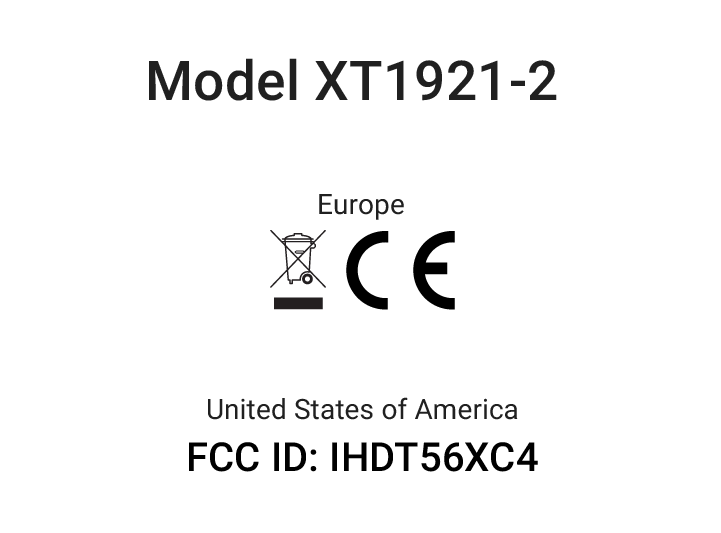 Model XT1921-2
Europe
CE
United States of America
FCC ID: IHDT56XC4